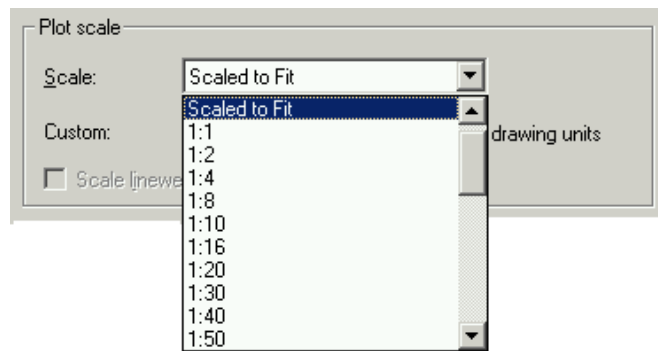 Plot scale
Scale: Scaled to Fit
Scaled to Fit
Custom: drawing units
1:1
1:2
Scale linewe
1:4
1:8
1:10
1:16
1:20
1:30
1:40
1:50